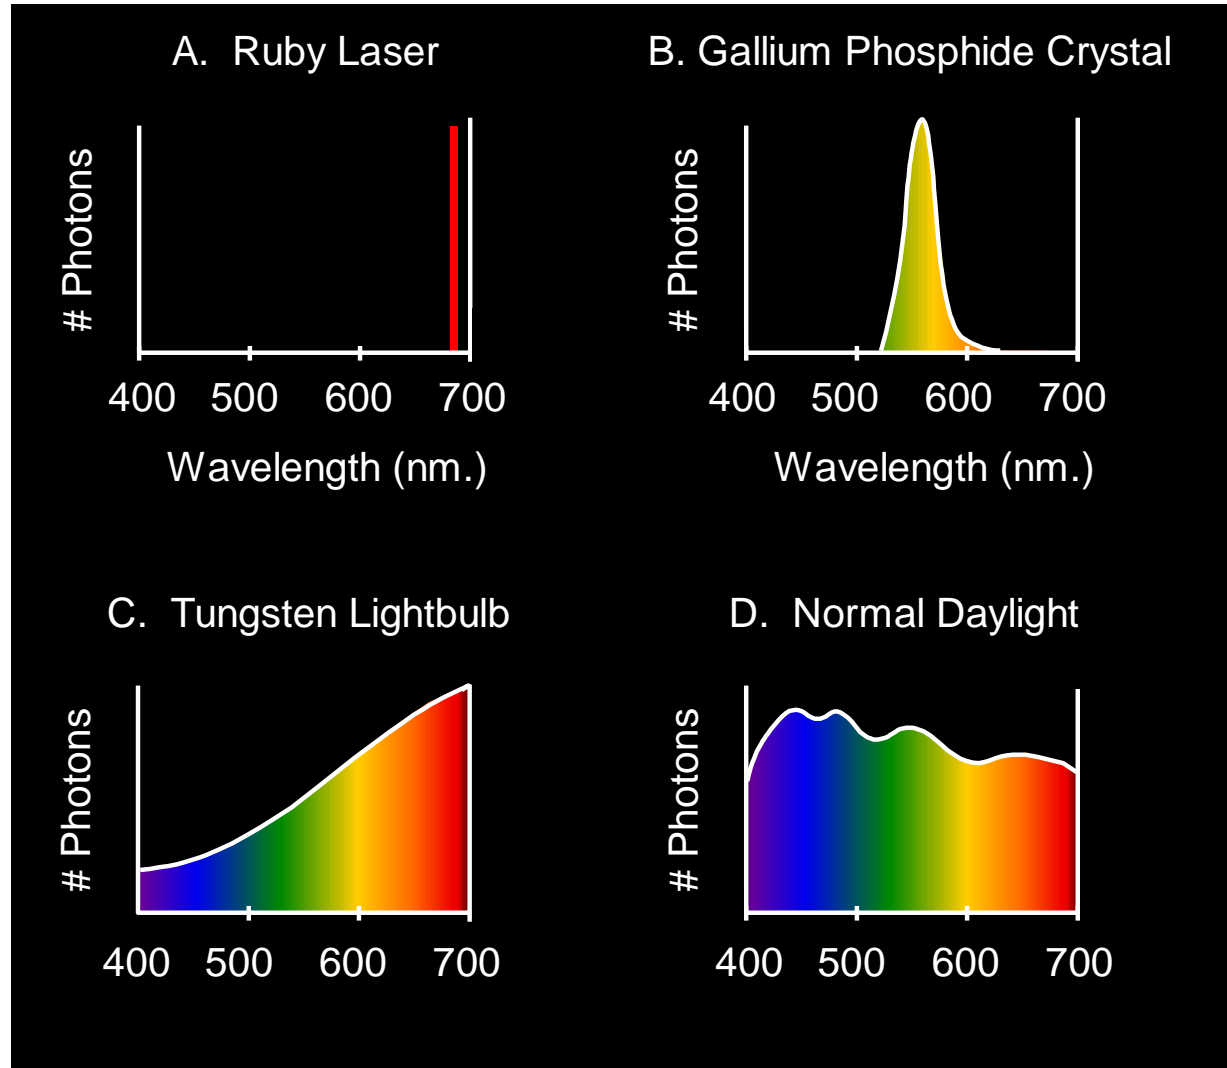 A. Ruby Laser
# Photons
400 500 600 700
Wavelength (nm.)
B. Gallium Phosphide Crystal
# Photons
400 500 600 700
Wavelength (nm.)
C. Tungsten Lightbulb
# Photons
400 500 600 700
D. Normal Daylight
# Photons
400 500 600 700